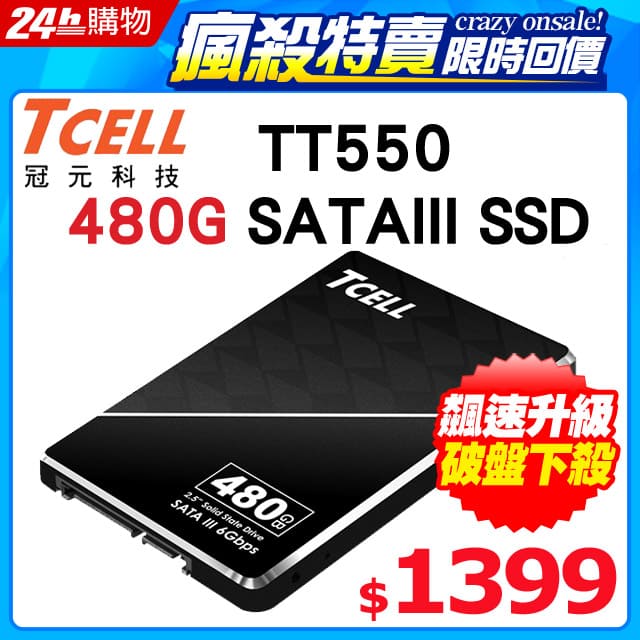 24h購物
瘋殺特賣
crazy onsale!
限時回價
TCELL
冠元科技
TT550
480G SATAIII SSD
TCELL
480GB
2.5" Solid State Drive
SATA III 6Gbps
飆速升級
破盤下殺
$1399